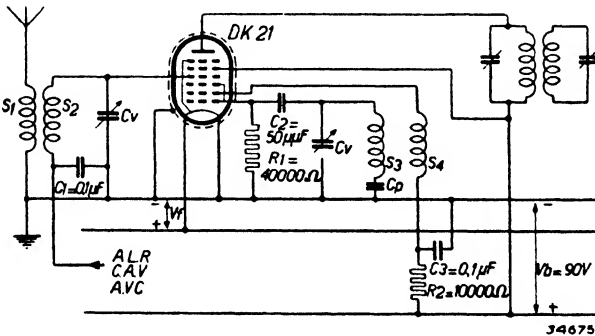 DK 21
S1
S2
Cv
C1=0,1μF
C2=
50μμF
R1=
40000Ω
Cv
S3
Cp
S4
-
+
Vf
A.L.R
C.A.V
A.V.C
C3=0,1μF
R2=10000Ω
-
Vb=90V
+
34675